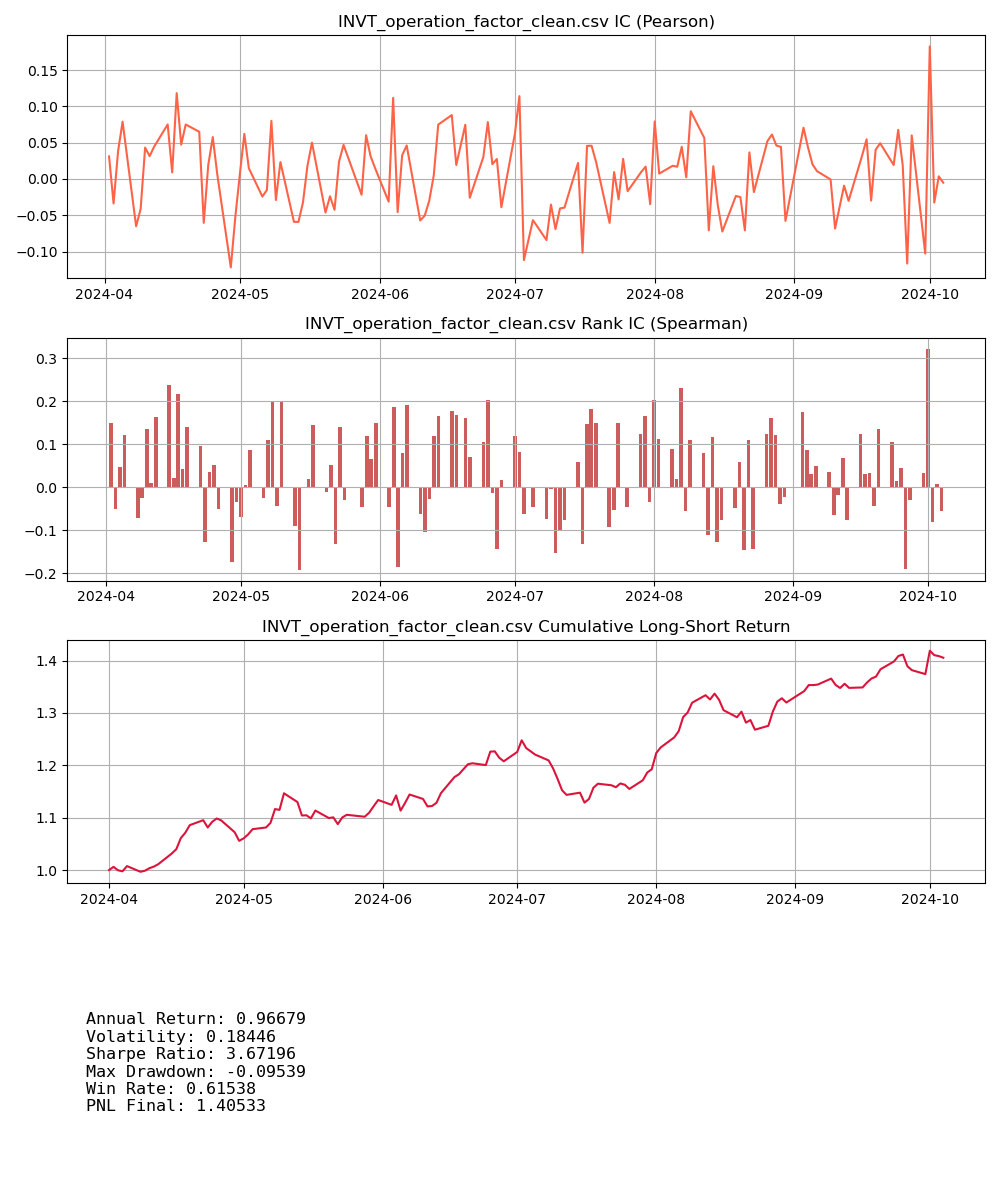 INVT_operation_factor_clean.csv IC (Pearson)
0.15
0.10
0.05
0.00
−0.05
−0.10
2024-04 2024-05 2024-06 2024-07 2024-08 2024-09 2024-10
INVT_operation_factor_clean.csv Rank IC (Spearman)
0.3
0.2
0.1
0.0
−0.1
−0.2
2024-04 2024-05 2024-06 2024-07 2024-08 2024-09 2024-10
INVT_operation_factor_clean.csv Cumulative Long-Short Return
1.4
1.3
1.2
1.1
1.0
2024-04 2024-05 2024-06 2024-07 2024-08 2024-09 2024-10
Annual Return: 0.96679
Volatility: 0.18446
Sharpe Ratio: 3.67196
Max Drawdown: -0.09539
Win Rate: 0.61538
PNL Final: 1.40533